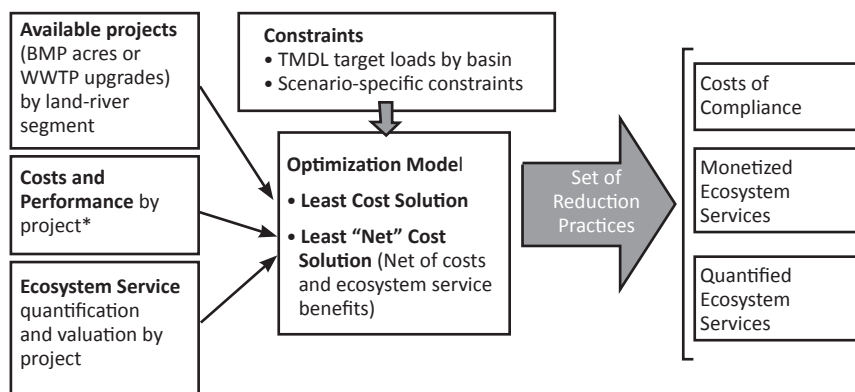 Available projects
(BMP acres or
WWTP upgrades)
by land-river
segment
Costs and
Performance by
project*
Ecosystem Service
quantification
and valuation by
project
Constraints
• TMDL target loads by basin
• Scenario-specific constraints
Optimization Model
• Least Cost Solution
• Least “Net” Cost
Solution (Net of costs
and ecosystem service
benefits)
Set of
Reduction
Practices
Costs of
Compliance
Monetized
Ecosystem
Services
Quantified
Ecosystem
Services